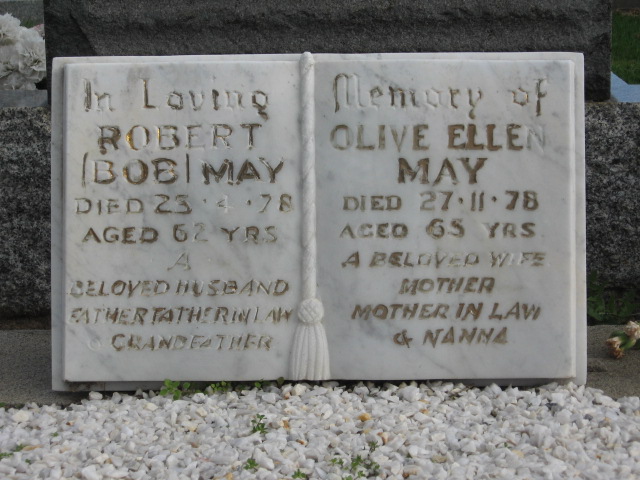 In Loving
ROBERT
(BOB) MAY
DIED 23·4·78
AGED 62 YRS
A
BELOVED HUSBAND
FATHER FATHER IN LAW
& GRANDFATHER
Memory of
OLIVE ELLEN
MAY
DIED 27·11·78
AGED 65 YRS.
A BELOVED WIFE
MOTHER
MOTHER IN LAW
& NANNA